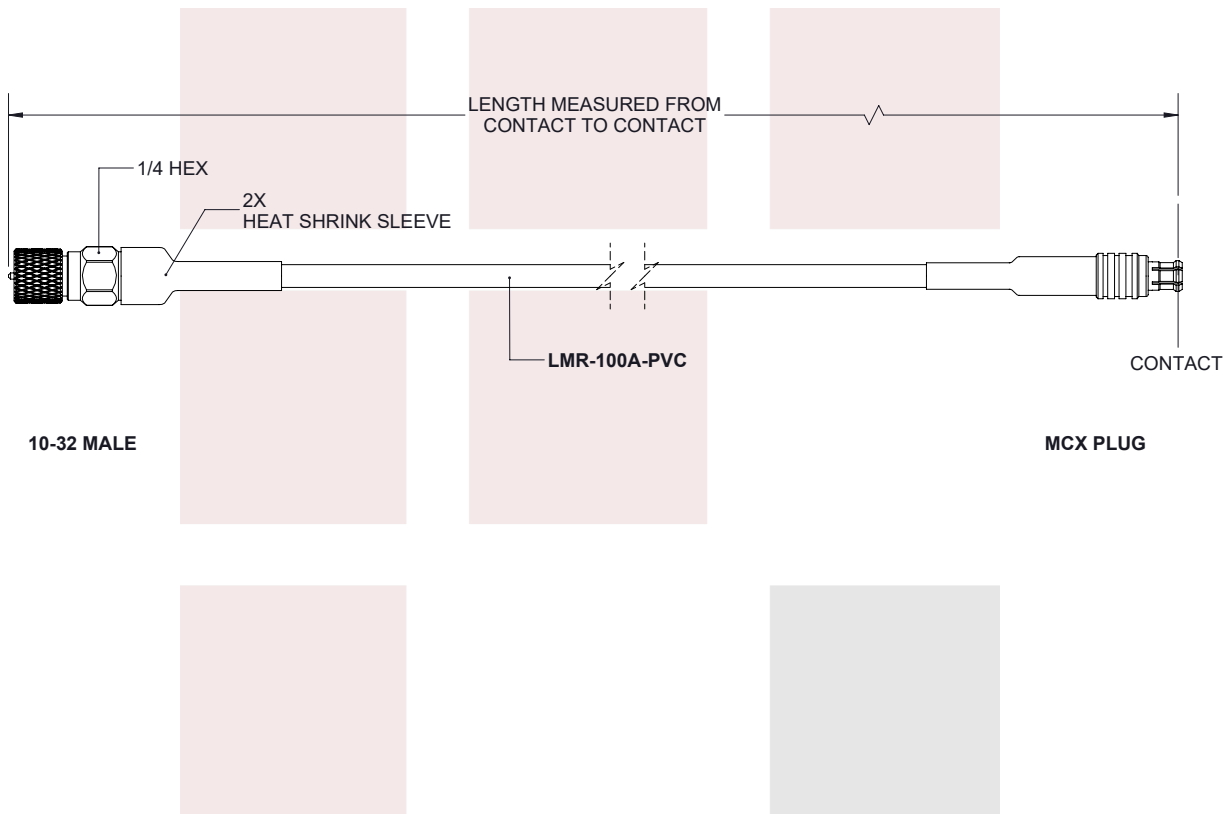 LENGTH MEASURED FROM
CONTACT TO CONTACT
1/4 HEX
2X
HEAT SHRINK SLEEVE
LMR-100A-PVC
CONTACT
10-32 MALE
MCX PLUG